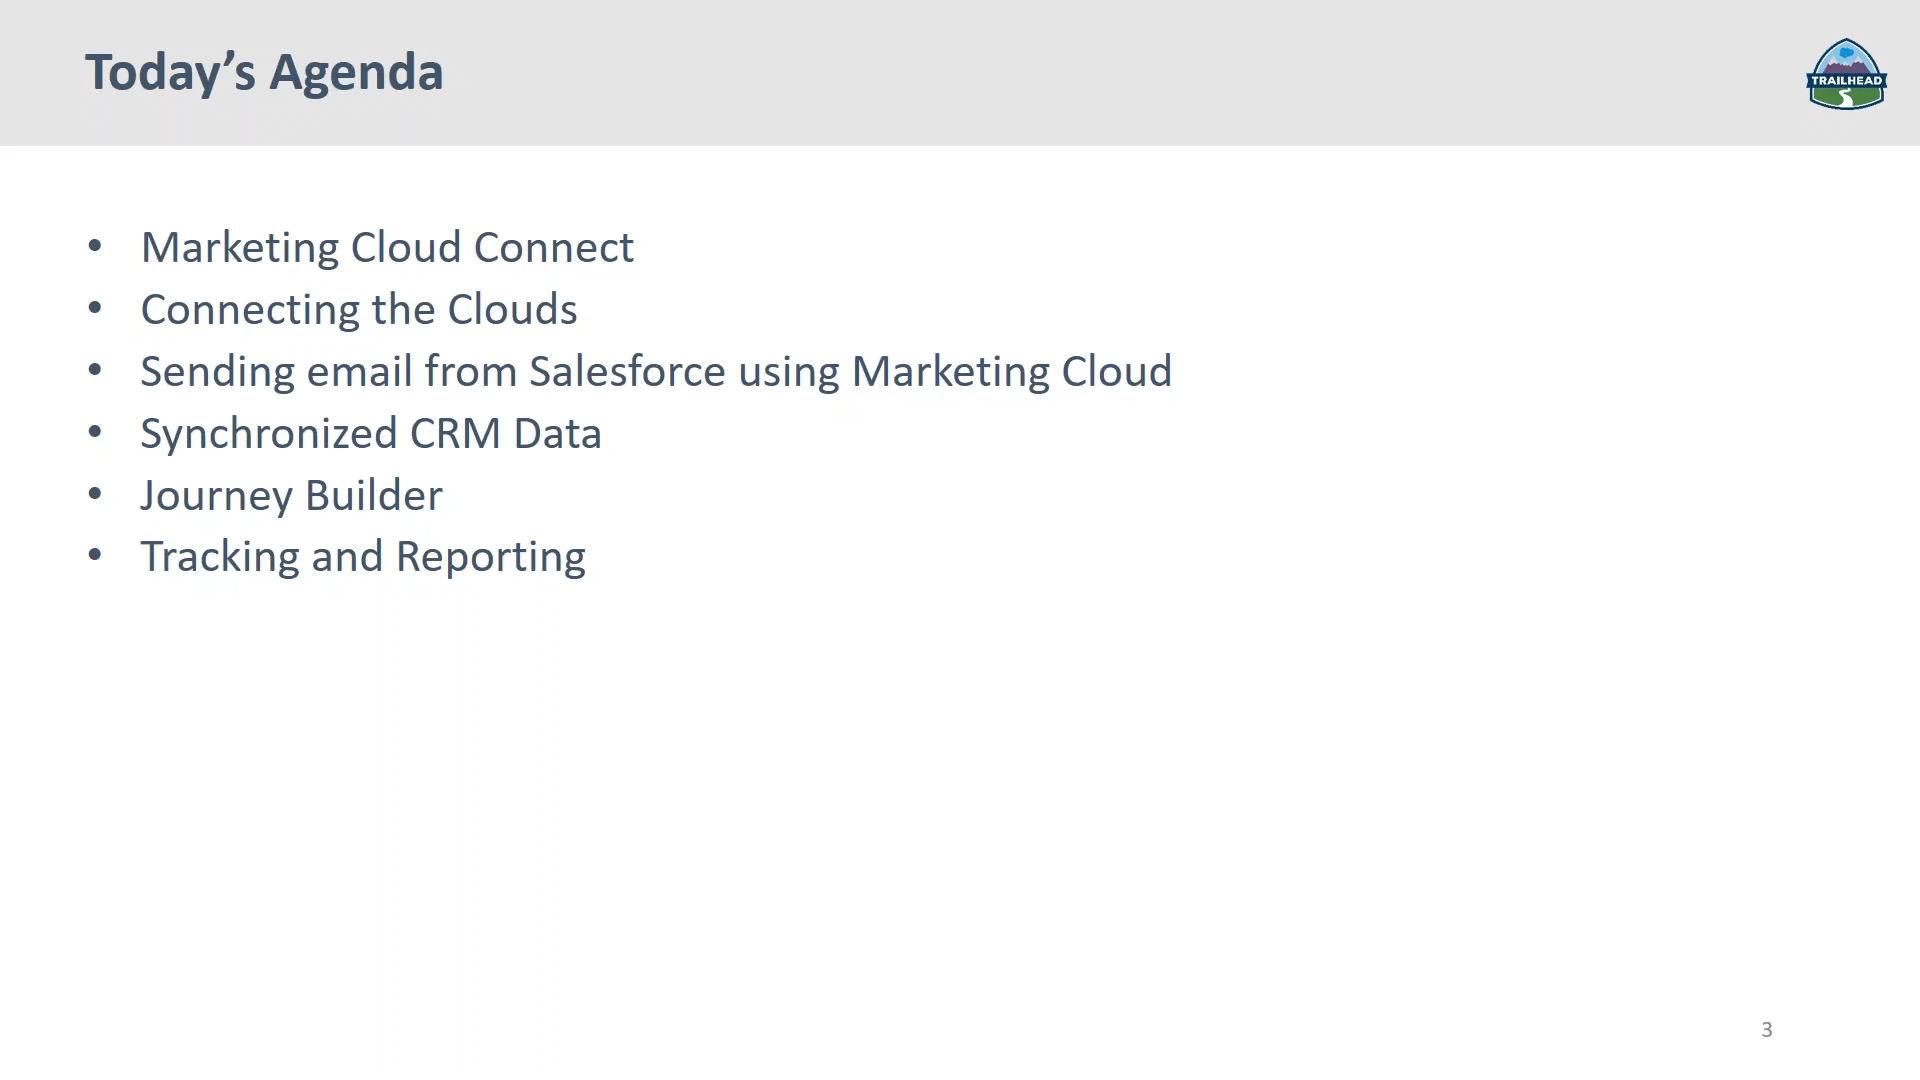 Today’s Agenda
TRAILHEAD
• Marketing Cloud Connect
• Connecting the Clouds
• Sending email from Salesforce using Marketing Cloud
• Synchronized CRM Data
• Journey Builder
• Tracking and Reporting
3